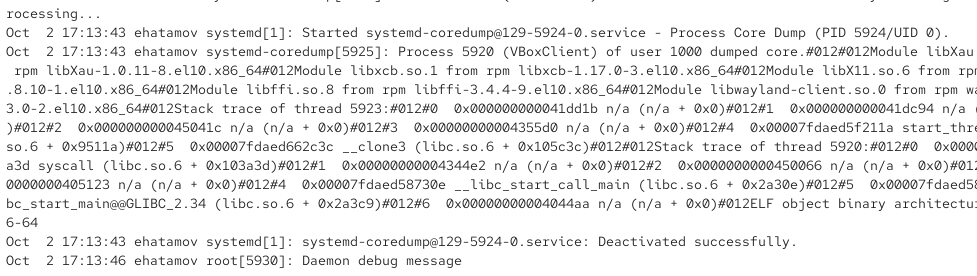 rocessing...
Oct  2 17:13:43 ehatamov systemd[1]: Started systemd-coredump@129-5924-0.service - Process Core Dump (PID 5924/UID 0).
Oct  2 17:13:43 ehatamov systemd-coredump[5925]: Process 5920 (VBoxClient) of user 1000 dumped core.#012#012Module libXau
rpm libXau-1.0.11-8.el10.x86_64#012Module libxcb.so.1 from rpm libxcb-1.17.0-3.el10.x86_64#012Module libX11.so.6 from rpm
.8.10-1.el10.x86_64#012Module libffi.so.8 from rpm libffi-3.4.4-9.el10.x86_64#012Module libwayland-client.so.0 from rpm wa
3.0-2.el10.x86_64#012Stack trace of thread 5923:#012#0  0x000000000041dd1b n/a (n/a + 0x0)#012#1  0x000000000041dc94 n/a (
)#012#2  0x000000000045041c n/a (n/a + 0x0)#012#3  0x00000000004355d0 n/a (n/a + 0x0)#012#4  0x00007fdaed5f211a start_thre
so.6 + 0x9511a)#012#5  0x00007fdaed662c3c __clone3 (libc.so.6 + 0x105c3c)#012#012Stack trace of thread 5920:#012#0  0x0000
a3d syscall (libc.so.6 + 0x103a3d)#012#1  0x00000000004344e2 n/a (n/a + 0x0)#012#2  0x0000000000450066 n/a (n/a + 0x0)#012
0000000405123 n/a (n/a + 0x0)#012#4  0x00007fdaed58730e __libc_start_call_main (libc.so.6 + 0x2a30e)#012#5  0x00007fdaed58
bc_start_main@@GLIBC_2.34 (libc.so.6 + 0x2a3c9)#012#6  0x00000000004044aa n/a (n/a + 0x0)#012ELF object binary architectu
6-64
Oct  2 17:13:43 ehatamov systemd[1]: systemd-coredump@129-5924-0.service: Deactivated successfully.
Oct  2 17:13:46 ehatamov root[5930]: Daemon debug message